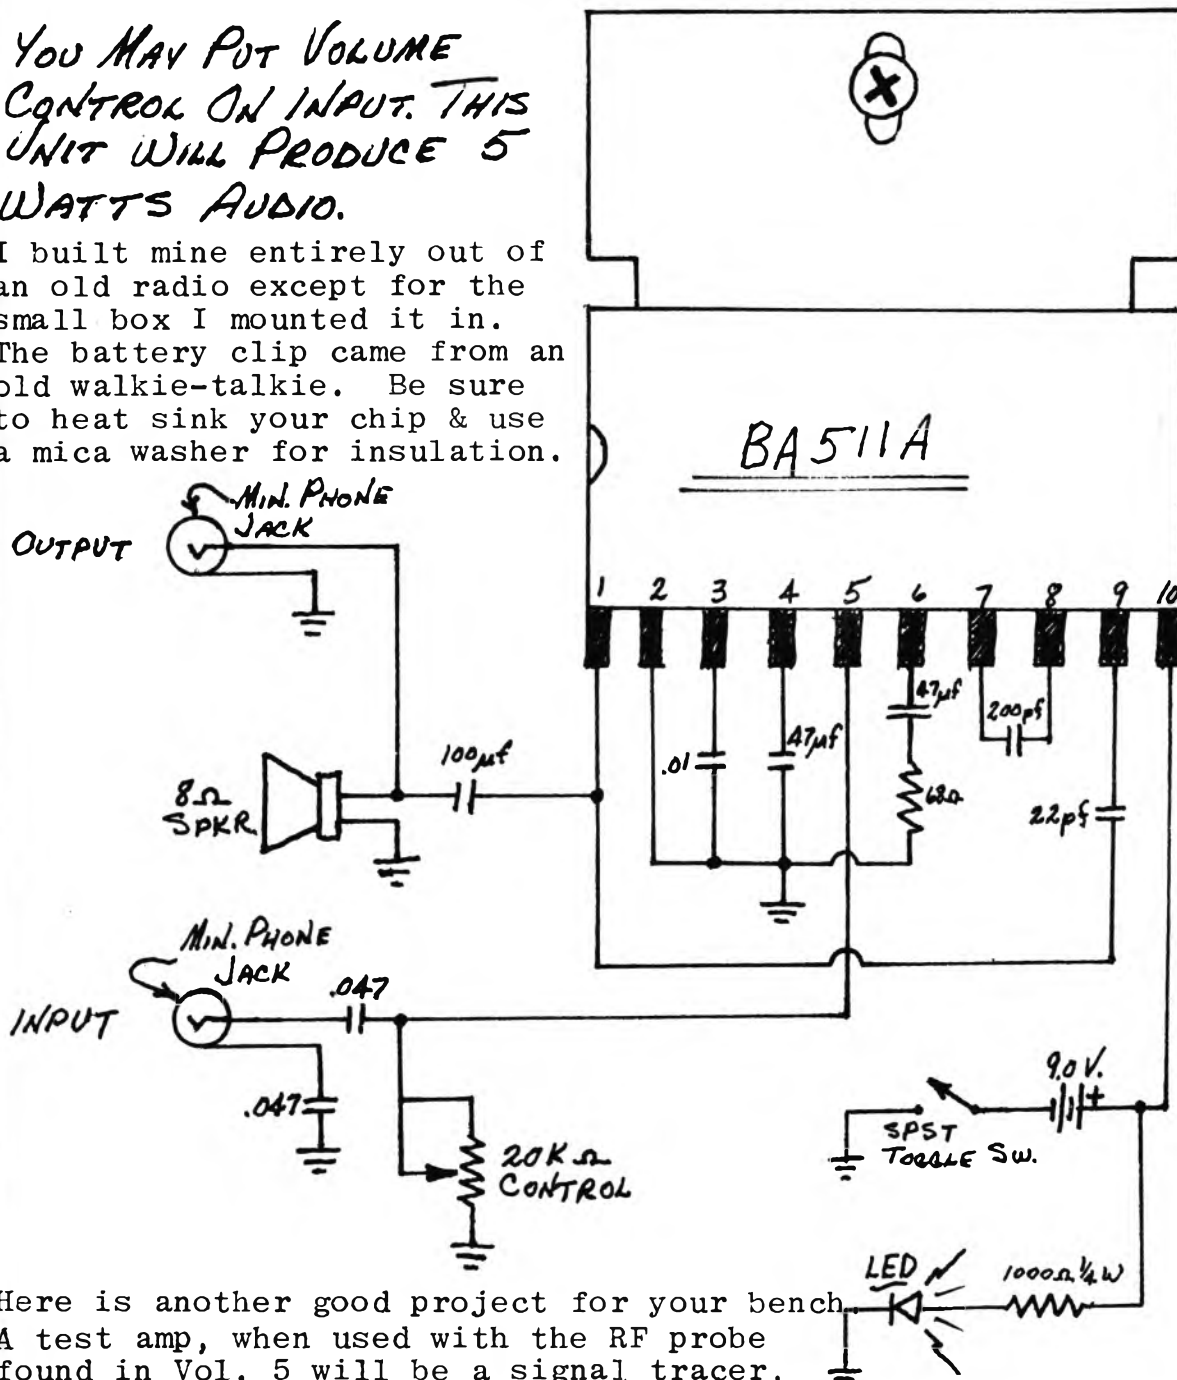 YOU MAY PUT VOLUME
CONTROL ON INPUT. THIS
UNIT WILL PRODUCE 5
WATTS AUDIO.
I built mine entirely out of
an old radio except for the
small box I mounted it in.
The battery clip came from an
old walkie-talkie. Be sure
to heat sink your chip & use
a mica washer for insulation.
BA511A
MIN. PHONE
JACK
OUTPUT
1 2 3 4 5 6 7 8 9 10
47µf
200pf
100µf
.01
47µf
68Ω
22pf
8Ω
SPKR.
MIN. PHONE
JACK
.047
INPUT
.047
9.0 V.
+
SPST
TOGGLE SW.
20K Ω
CONTROL
LED
1000Ω ¼W
Here is another good project for your bench.
A test amp, when used with the RF probe
found in Vol. 5 will be a signal tracer.